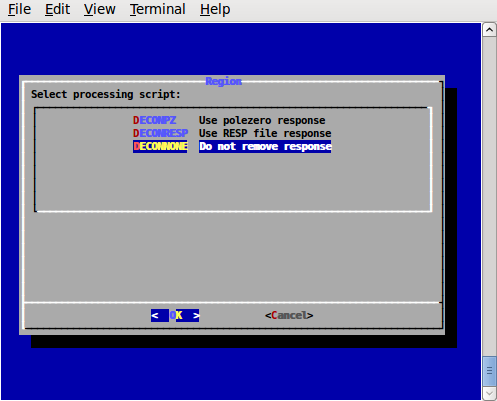 File Edit View Terminal Help
Region
Select processing script:
DECONPZ Use polezero response
DECONRESP Use RESP file response
DECONNONE Do not remove response
< OK > <Cancel>